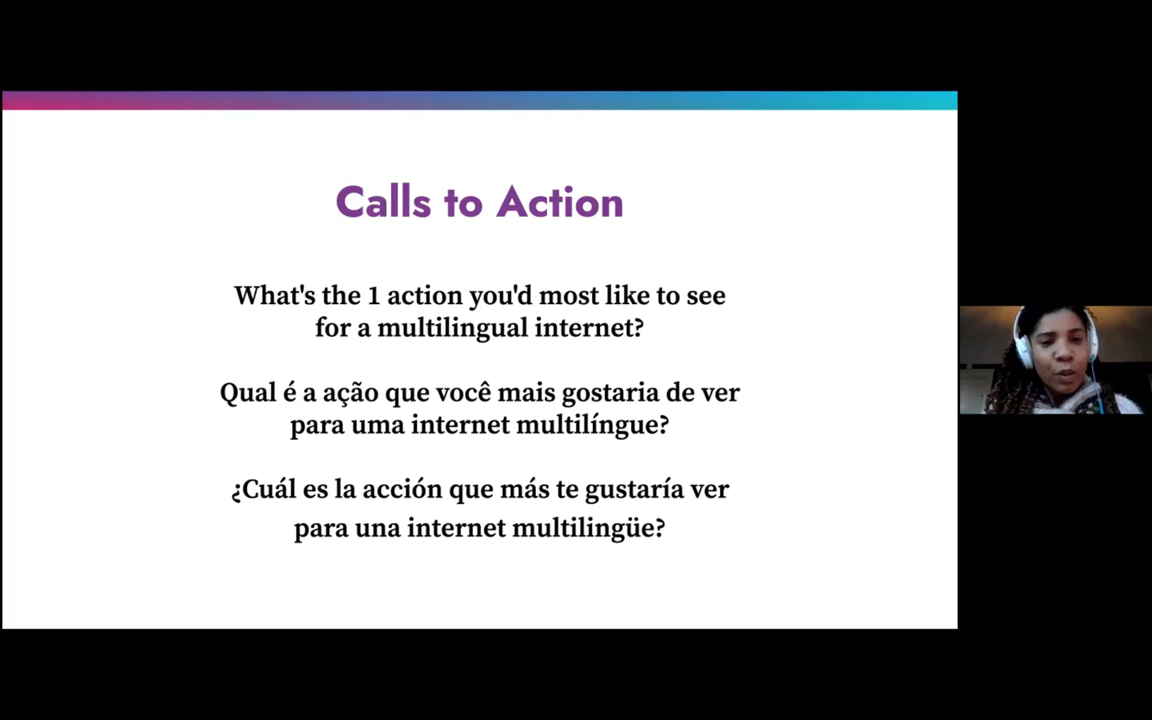 Calls to Action
What's the 1 action you'd most like to see
for a multilingual internet?
Qual é a ação que você mais gostaria de ver
para uma internet multilíngue?
¿Cuál es la acción que más te gustaría ver
para una internet multilingüe?